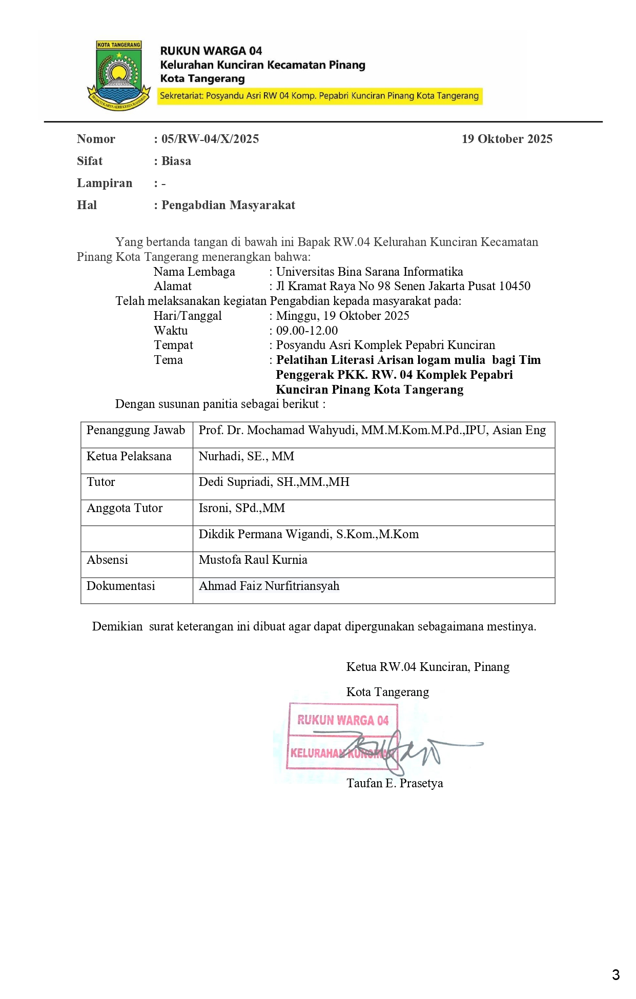 KOTA TANGERANG
BHAKTI KARYA ADHI KERTA RAHARJA
RUKUN WARGA 04
Kelurahan Kunciran Kecamatan Pinang
Kota Tangerang
Sekretariat: Posyandu Asri RW 04 Komp. Pepabri Kunciran Pinang Kota Tangerang
Nomor : 05/RW-04/X/2025 19 Oktober 2025
Sifat : Biasa
Lampiran : -
Hal : Pengabdian Masyarakat
Yang bertanda tangan di bawah ini Bapak RW.04 Kelurahan Kunciran Kecamatan
Pinang Kota Tangerang menerangkan bahwa:
Nama Lembaga : Universitas Bina Sarana Informatika
Alamat : Jl Kramat Raya No 98 Senen Jakarta Pusat 10450
Telah melaksanakan kegiatan Pengabdian kepada masyarakat pada:
Hari/Tanggal : Minggu, 19 Oktober 2025
Waktu : 09.00-12.00
Tempat : Posyandu Asri Komplek Pepabri Kunciran
Tema : Pelatihan Literasi Arisan logam mulia  bagi Tim
Penggerak PKK. RW. 04 Komplek Pepabri
Kunciran Pinang Kota Tangerang
Dengan susunan panitia sebagai berikut :
Penanggung Jawab Prof. Dr. Mochamad Wahyudi, MM.M.Kom.M.Pd.,IPU, Asian Eng
Ketua Pelaksana Nurhadi, SE., MM
Tutor Dedi Supriadi, SH.,MM.,MH
Anggota Tutor Isroni, SPd.,MM
Dikdik Permana Wigandi, S.Kom.,M.Kom
Absensi Mustofa Raul Kurnia
Dokumentasi Ahmad Faiz Nurfitriansyah
Demikian  surat keterangan ini dibuat agar dapat dipergunakan sebagaimana mestinya.
Ketua RW.04 Kunciran, Pinang
Kota Tangerang
RUKUN WARGA 04
KELURAHAN KUNCIRAN
Taufan E. Prasetya
3